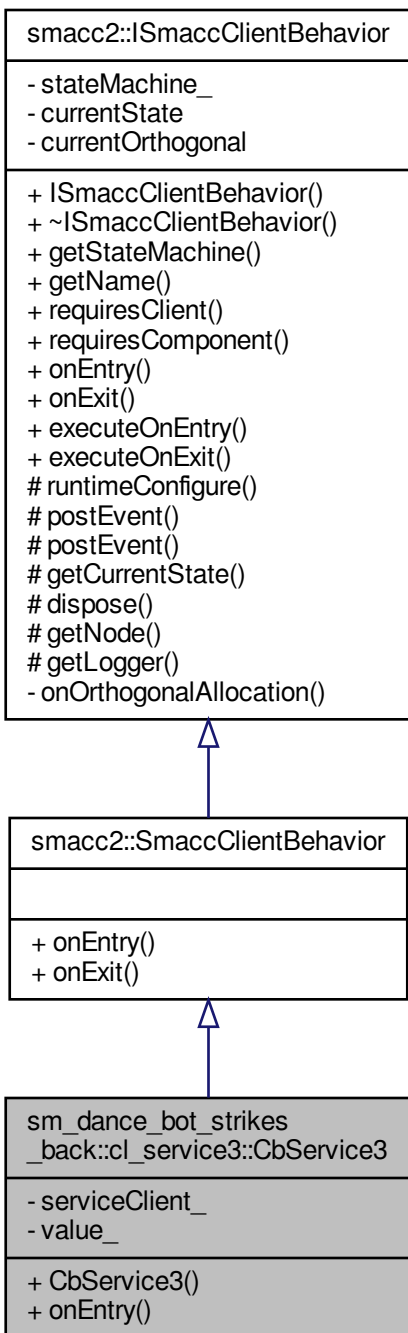 smacc2::ISmaccClientBehavior
- stateMachine_
- currentState
- currentOrthogonal
+ ISmaccClientBehavior()
+ ~ISmaccClientBehavior()
+ getStateMachine()
+ getName()
+ requiresClient()
+ requiresComponent()
+ onEntry()
+ onExit()
+ executeOnEntry()
+ executeOnExit()
# runtimeConfigure()
# postEvent()
# postEvent()
# getCurrentState()
# dispose()
# getNode()
# getLogger()
- onOrthogonalAllocation()
smacc2::SmaccClientBehavior
+ onEntry()
+ onExit()
sm_dance_bot_strikes
_back::cl_service3::CbService3
- serviceClient_
- value_
+ CbService3()
+ onEntry()